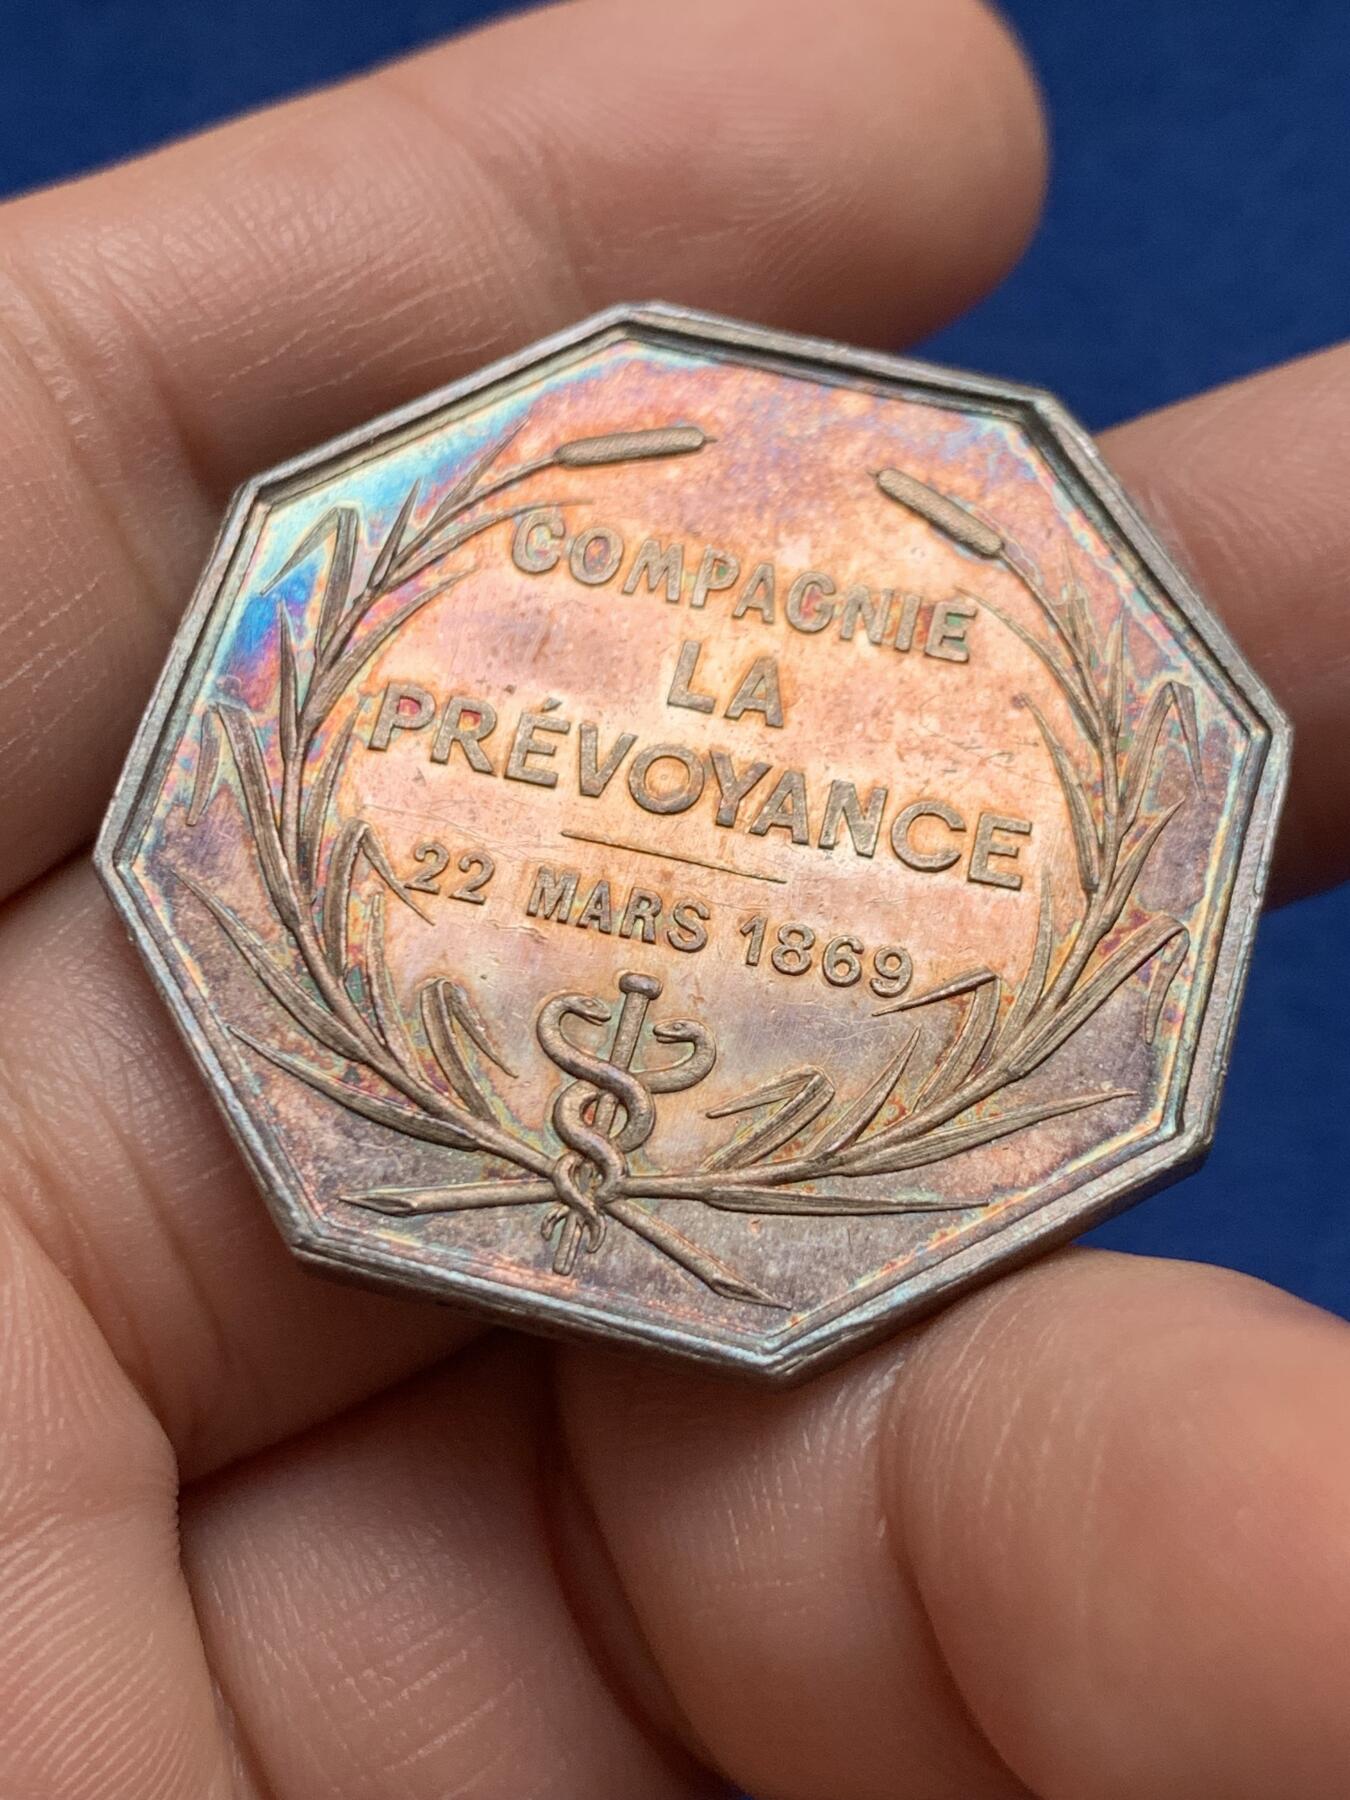 COMPAGNIE
LA
PRÉVOYANCE
22 MARS 1869